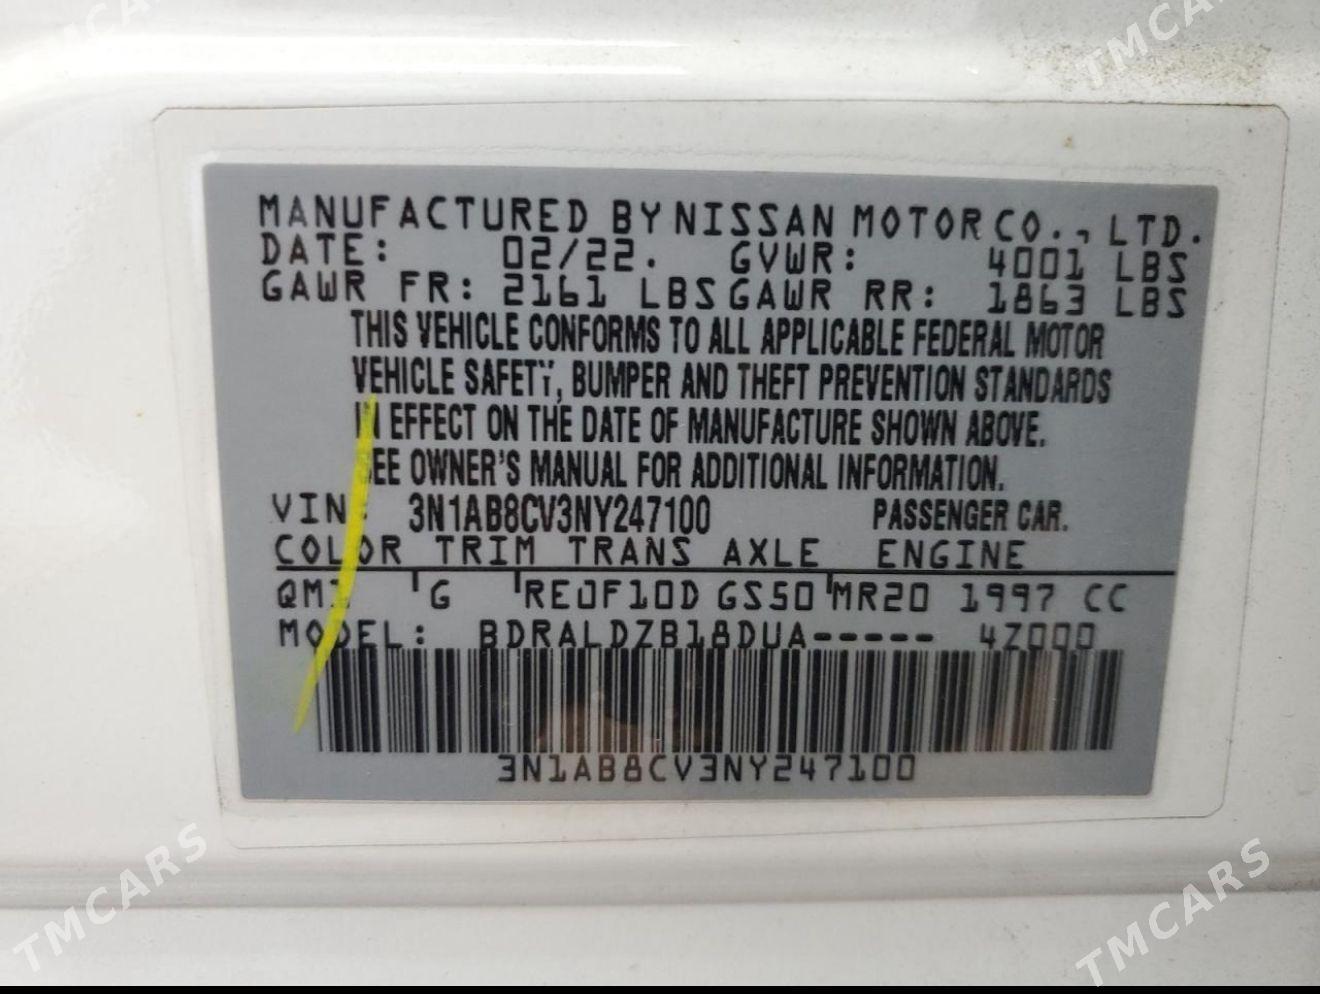 MANUFACTURED BY NISSAN MOTOR CO., LTD.
DATE: 02/22. GVWR: 4001 LBS
GAWR FR: 2161 LBS GAWR RR: 1863 LBS
THIS VEHICLE CONFORMS TO ALL APPLICABLE FEDERAL MOTOR
VEHICLE SAFETY, BUMPER AND THEFT PREVENTION STANDARDS
IN EFFECT ON THE DATE OF MANUFACTURE SHOWN ABOVE.
SEE OWNER'S MANUAL FOR ADDITIONAL INFORMATION.
VIN: 3N1AB8CV3NY247100 PASSENGER CAR.
COLOR TRIM TRANS AXLE ENGINE
G RE0F10D GS50 MR20 1997 CC
MODEL: BDRALDZB18DUA----- 4Z000
3N1AB8CV3NY247100
TMCARS
TMCARS
TMCARS